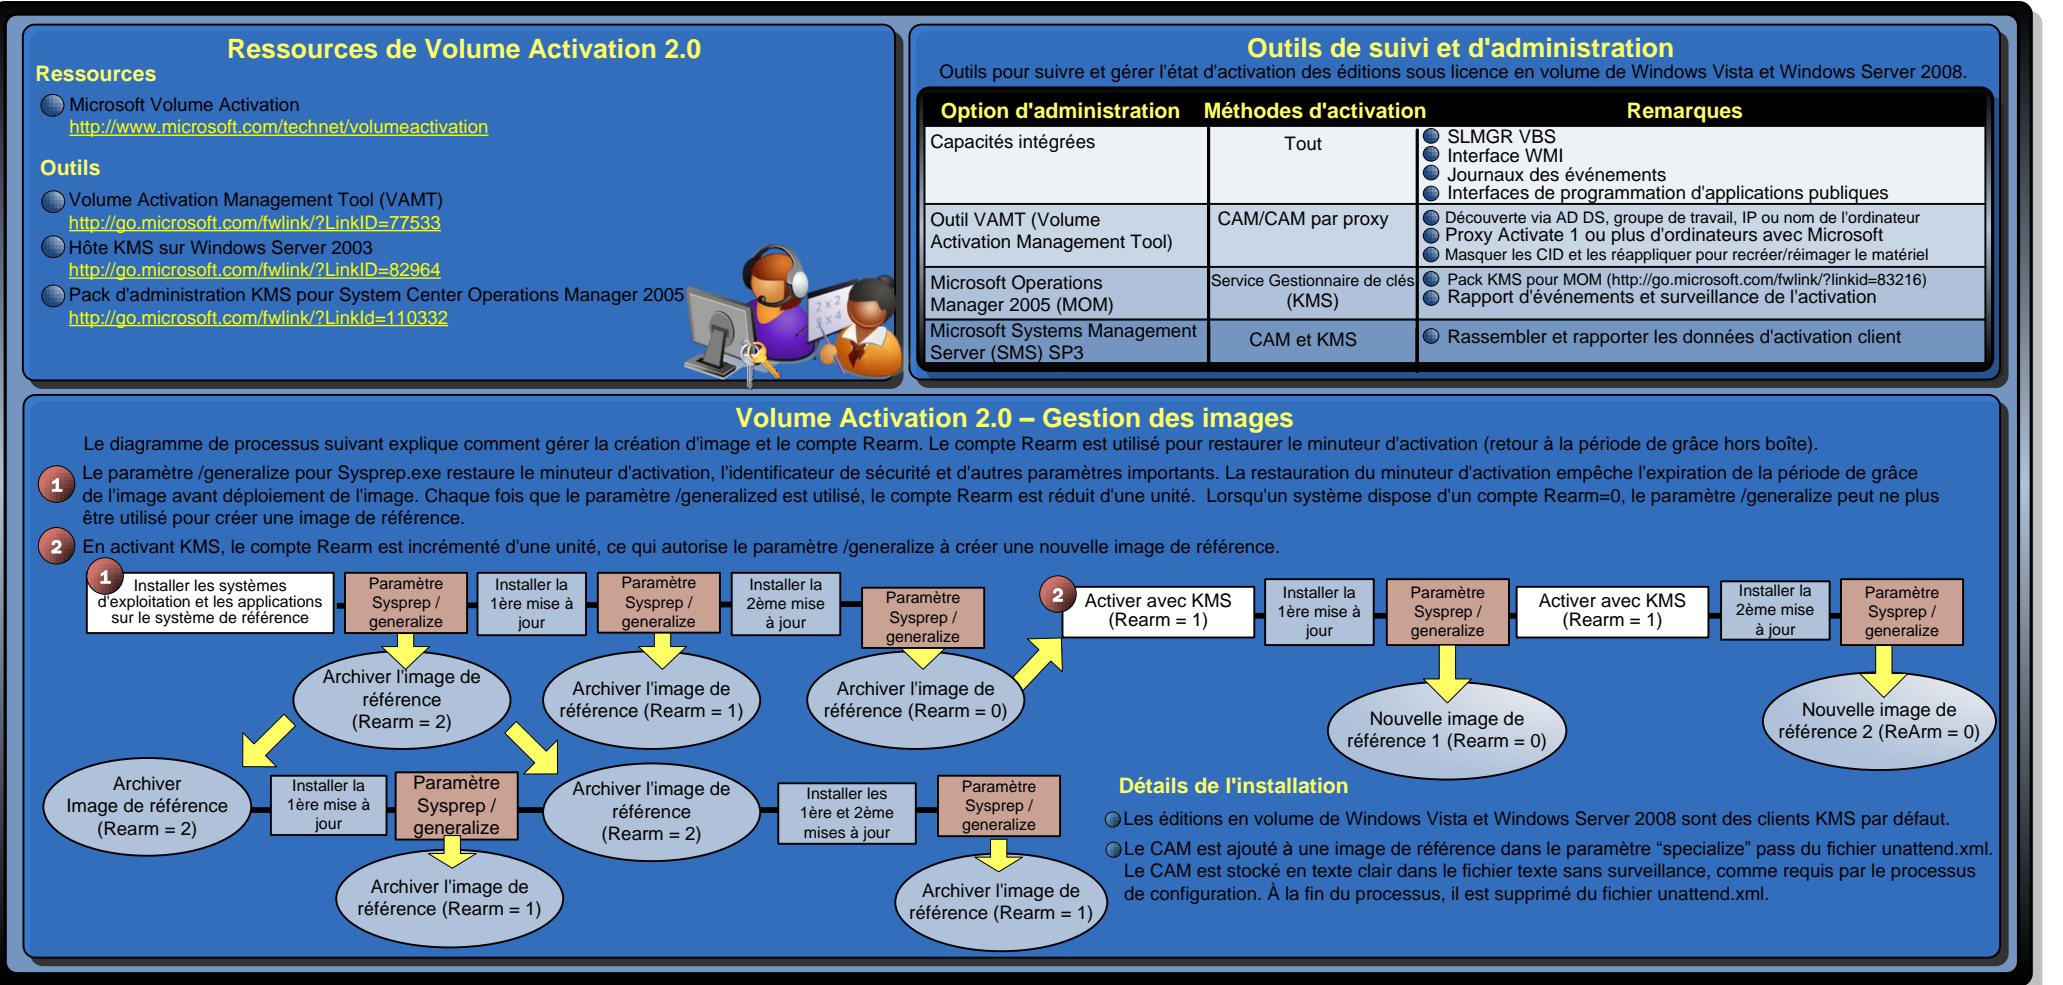 Ressources de Volume Activation 2.0
Ressources
Microsoft Volume Activation
http://www.microsoft.com/technet/volumeactivation
Outils
Volume Activation Management Tool (VAMT)
http://go.microsoft.com/fwlink/?LinkID=77533
Hôte KMS sur Windows Server 2003
http://go.microsoft.com/fwlink/?LinkID=82964
Pack d'administration KMS pour System Center Operations Manager 2005
http://go.microsoft.com/fwlink/?LinkId=110332
2 x 2
3 x 4
Outils de suivi et d'administration
Outils pour suivre et gérer l'état d'activation des éditions sous licence en volume de Windows Vista et Windows Server 2008.
Option d'administration Méthodes d'activation Remarques
Capacités intégrées
Tout
SLMGR VBS
Interface WMI
Journaux des événements
Interfaces de programmation d'applications publiques
Outil VAMT (Volume
Activation Management Tool)
CAM/CAM par proxy
Découverte via AD DS, groupe de travail, IP ou nom de l'ordinateur
Proxy Activate 1 ou plus d'ordinateurs avec Microsoft
Masquer les CID et les réappliquer pour recréer/réimager le matériel
Microsoft Operations
Manager 2005 (MOM)
Service Gestionnaire de clés
(KMS)
Pack KMS pour MOM (http://go.microsoft.com/fwlink/?linkid=83216)
Rapport d'événements et surveillance de l'activation
Microsoft Systems Management
Server (SMS) SP3
CAM et KMS
Rassembler et rapporter les données d'activation client
Volume Activation 2.0 – Gestion des images
Le diagramme de processus suivant explique comment gérer la création d'image et le compte Rearm. Le compte Rearm est utilisé pour restaurer le minuteur d'activation (retour à la période de grâce hors boîte).
1
Le paramètre /generalize pour Sysprep.exe restaure le minuteur d'activation, l'identificateur de sécurité et d'autres paramètres importants. La restauration du minuteur d'activation empêche l'expiration de la période de grâce
de l'image avant déploiement de l'image. Chaque fois que le paramètre /generalized est utilisé, le compte Rearm est réduit d'une unité. Lorsqu'un système dispose d'un compte Rearm=0, le paramètre /generalize peut ne plus
être utilisé pour créer une image de référence.
2
En activant KMS, le compte Rearm est incrémenté d'une unité, ce qui autorise le paramètre /generalize à créer une nouvelle image de référence.
1
Installer les systèmes
d'exploitation et les applications
sur le système de référence
Paramètre
Sysprep /
generalize
Installer la
1ère mise à
jour
Paramètre
Sysprep /
generalize
Installer la
2ème mise
à jour
Paramètre
Sysprep /
generalize
2
Activer avec KMS
(Rearm = 1)
Installer la
1ère mise à
jour
Paramètre
Sysprep /
generalize
Activer avec KMS
(Rearm = 1)
Installer la
2ème mise
à jour
Paramètre
Sysprep /
generalize
Archiver l'image de
référence
(Rearm = 2)
Archiver l'image de
référence (Rearm = 1)
Archiver l'image de
référence (Rearm = 0)
Nouvelle image de
référence 1 (Rearm = 0)
Nouvelle image de
référence 2 (ReArm = 0)
Archiver
Image de référence
(Rearm = 2)
Installer la
1ère mise à
jour
Paramètre
Sysprep /
generalize
Archiver l'image de
référence
(Rearm = 2)
Installer les
1ère et 2ème
mises à jour
Paramètre
Sysprep /
generalize
Archiver l'image de
référence (Rearm = 1)
Archiver l'image de
référence (Rearm = 1)
Détails de l'installation
Les éditions en volume de Windows Vista et Windows Server 2008 sont des clients KMS par défaut.
Le CAM est ajouté à une image de référence dans le paramètre “specialize” pass du fichier unattend.xml.
Le CAM est stocké en texte clair dans le fichier texte sans surveillance, comme requis par le processus
de configuration. À la fin du processus, il est supprimé du fichier unattend.xml.